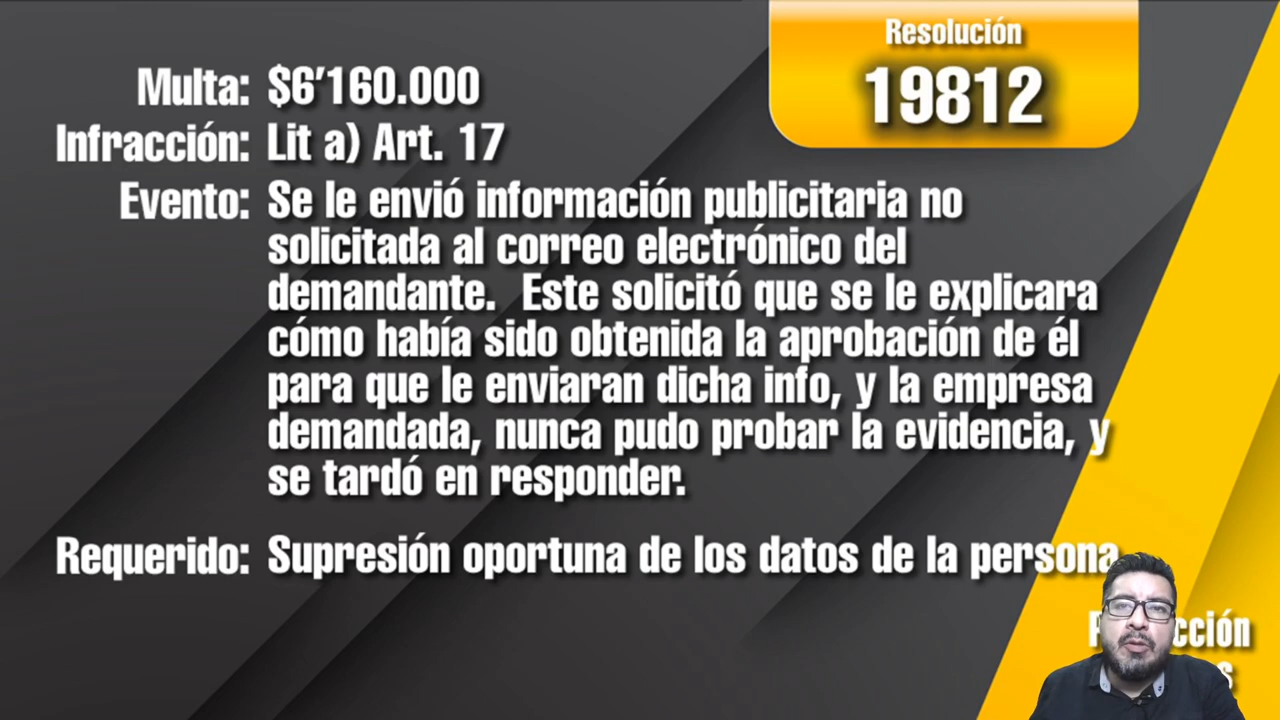 Resolución
19812
Multa: $6’160.000
Infracción: Lit a) Art. 17
Evento: Se le envió información publicitaria no
solicitada al correo electrónico del
demandante. Este solicitó que se le explicara
cómo había sido obtenida la aprobación de él
para que le enviaran dicha info, y la empresa
demandada, nunca pudo probar la evidencia, y
se tardó en responder.
Requerido: Supresión oportuna de los datos de la persona